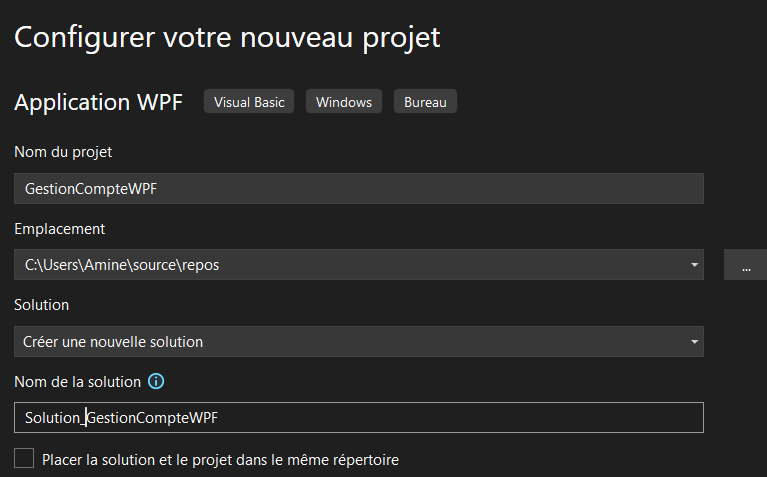 Configurer votre nouveau projet
Application WPF Visual Basic Windows Bureau
Nom du projet
GestionCompteWPF
Emplacement
C:\Users\Amine\source\repos
...
Solution
Créer une nouvelle solution
Nom de la solution
Solution_GestionCompteWPF
Placer la solution et le projet dans le même répertoire